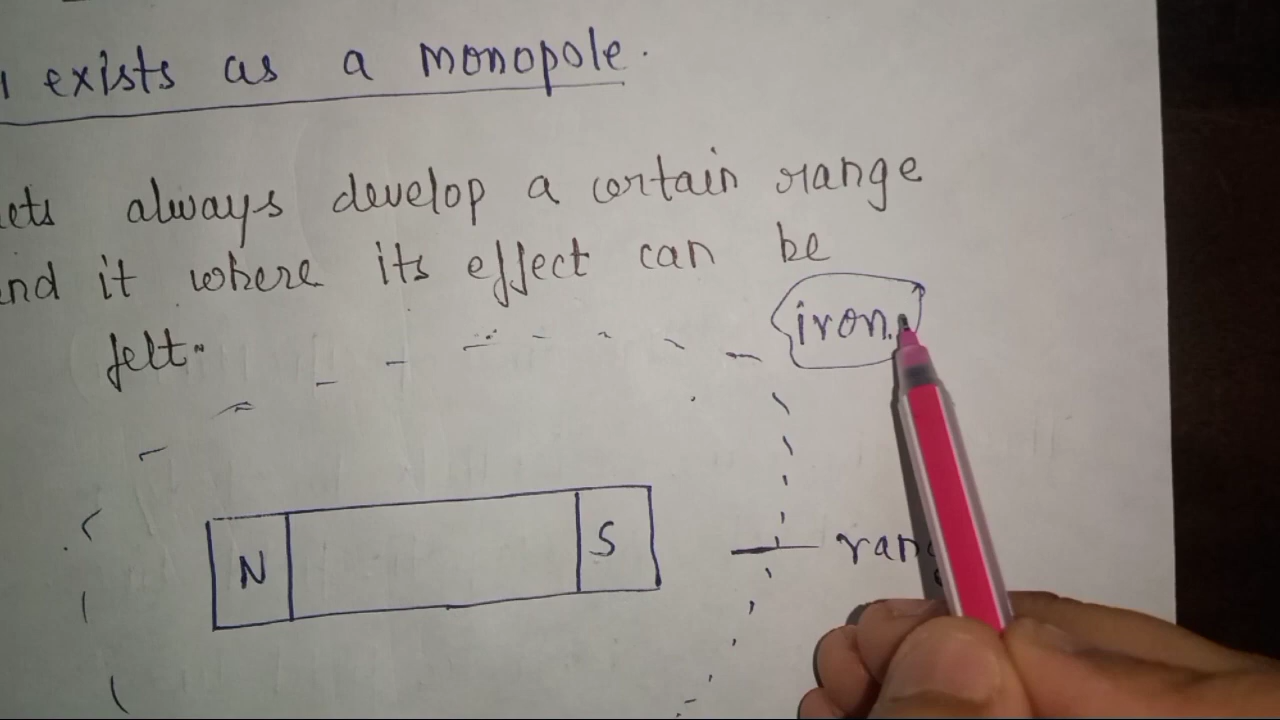 exists as a monopole.
always develop a certain range
it where its effect can be
felt.
iron.
N
S